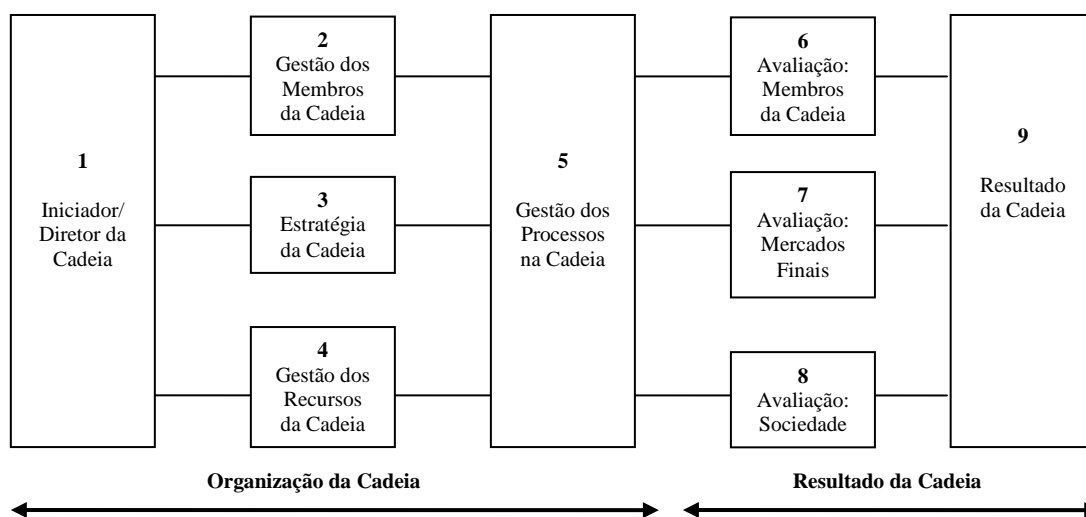 1
Iniciador/
Diretor da
Cadeia
2
Gestão dos
Membros
da Cadeia
3
Estratégia
da Cadeia
4
Gestão dos
Recursos
da Cadeia
5
Gestão dos
Processos
na Cadeia
6
Avaliação:
Membros
da Cadeia
7
Avaliação:
Mercados
Finais
8
Avaliação:
Sociedade
9
Resultado
da Cadeia
Organização da Cadeia
Resultado da Cadeia